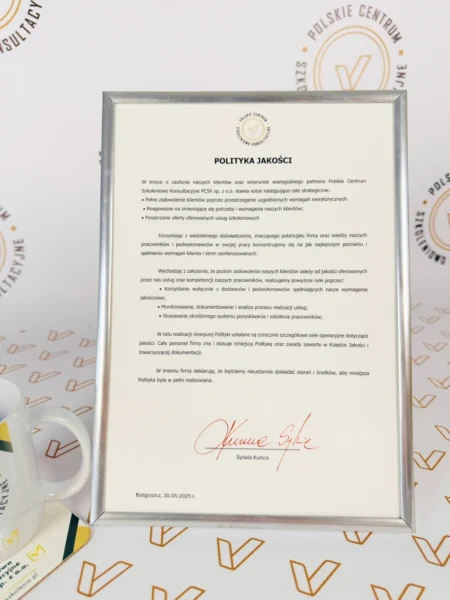 POLSKIE CENTRUM
SZKOLENIOWO KONSULTACYJNE
POLITYKA JAKOŚCI
W trosce o zaufanie naszych klientów oraz wizerunek wiarygodnego partnera Polskie Centrum
Szkoleniowo Konsultacyjne PCSK sp. z o.o. stawia sobie następujące cele strategiczne:
• Pełne zadowolenie klientów poprzez przestrzeganie uzgodnionych wymagań merytorycznych
• Reagowanie na zmieniające się potrzeby i wymagania naszych klientów;
• Poszerzanie oferty oferowanych usług szkoleniowych
Korzystając z wieloletniego doświadczenia, znaczącego potencjału firmy oraz wiedzy naszych
pracowników i podwykonawców w swojej pracy koncentrujemy się na jak najlepszym poznaniu i
spełnieniu wymagań klienta i stron zainteresowanych.
Wychodząc z założenia, że poziom zadowolenia naszych klientów zależy od jakości oferowanych
przez nas usług oraz kompetencji naszych pracowników, realizujemy powyższe cele poprzez:
• Korzystanie wyłącznie z dostawców i podwykonawców spełniających nasze wymagania
jakościowe;
• Monitorowanie, dokumentowanie i analiza procesu realizacji usług;
• Stosowanie określonego systemu pozyskiwania i szkolenia pracowników;
W celu realizacji niniejszej Polityki ustalane są corocznie szczegółowe cele operacyjne dotyczące
jakości. Cały personel firmy zna i stosuje niniejszą Politykę oraz zasady zawarte w Księdze Jakości i
towarzyszącej dokumentacji.
W imieniu firmy deklaruję, że będziemy nieustannie dokładać starań i środków, aby niniejsza
Polityka była w pełni realizowana.
Kunca Sylwia
Sylwia Kunca
Bydgoszcz, 30.05.2025 r.
POLSKIE CENTRUM